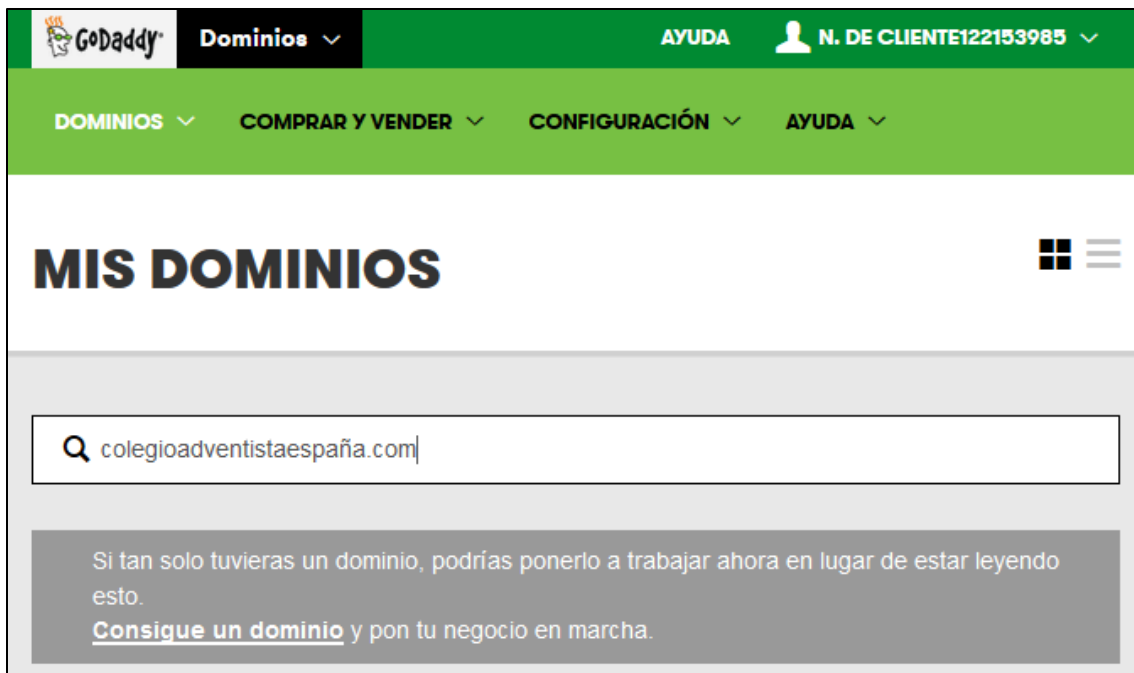 GoDaddy Dominios AYUDA N. DE CLIENTE122153985
DOMINIOS COMPRAR Y VENDER CONFIGURACIÓN AYUDA
MIS DOMINIOS
colegioadventistaespaña.com
Si tan solo tuvieras un dominio, podrías ponerlo a trabajar ahora en lugar de estar leyendo
esto.
Consigue un dominio y pon tu negocio en marcha.